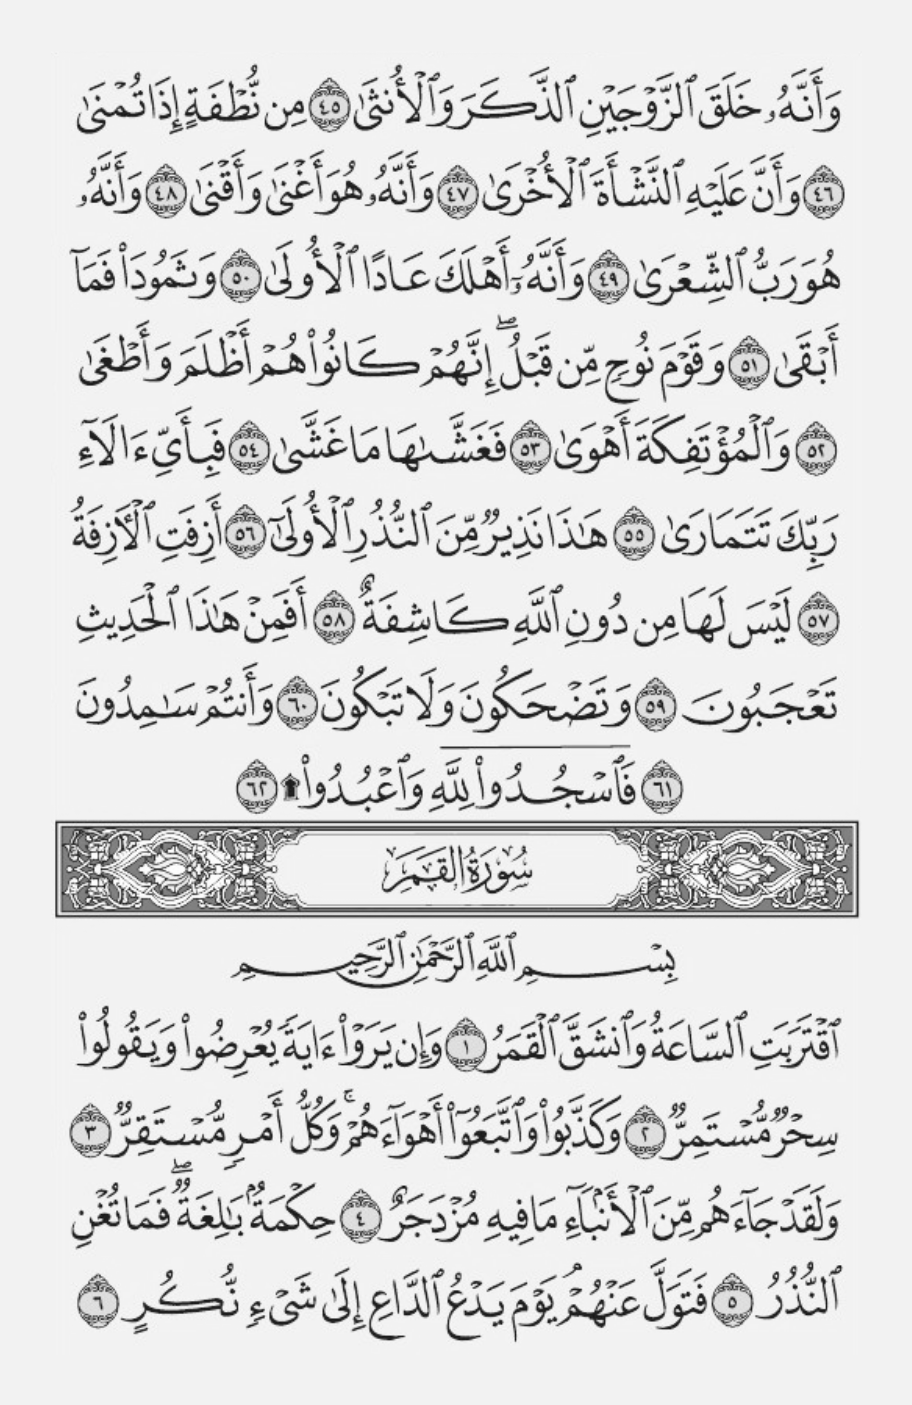 وَأَنَّهُۥ خَلَقَ ٱلزَّوْجَيْنِ ٱلذَّكَرَ وَٱلْأُنثَىٰ ٤٥ مِن نُّطْفَةٍ إِذَا تُمْنَىٰ
٤٦ وَأَنَّ عَلَيْهِ ٱلنَّشْأَةَ ٱلْأُخْرَىٰ ٤٧ وَأَنَّهُۥ هُوَ أَغْنَىٰ وَأَقْنَىٰ ٤٨ وَأَنَّهُۥ
هُوَ رَبُّ ٱلشِّعْرَىٰ ٤٩ وَأَنَّهُۥٓ أَهْلَكَ عَادًا ٱلْأُولَىٰ ٥٠ وَثَمُودَا۟ فَمَآ
أَبْقَىٰ ٥١ وَقَوْمَ نُوحٍ مِّن قَبْلُ ۖ إِنَّهُمْ كَانُوا۟ هُمْ أَظْلَمَ وَأَطْغَىٰ
٥٢ وَٱلْمُؤْتَفِكَةَ أَهْوَىٰ ٥٣ فَغَشَّىٰهَا مَا غَشَّىٰ ٥٤ فَبِأَىِّ ءَالَآءِ
رَبِّكَ تَتَمَارَىٰ ٥٥ هَٰذَا نَذِيرٌ مِّنَ ٱلنُّذُرِ ٱلْأُولَىٰٓ ٥٦ أَزِفَتِ ٱلْءَازِفَةُ
٥٧ لَيْسَ لَهَا مِن دُونِ ٱللَّهِ كَاشِفَةٌ ٥٨ أَفَمِنْ هَٰذَا ٱلْحَدِيثِ
تَعْجَبُونَ ٥٩ وَتَضْحَكُونَ وَلَا تَبْكُونَ ٦٠ وَأَنتُمْ سَٰمِدُونَ
٦١ فَٱسْجُدُوا۟ لِلَّهِ وَٱعْبُدُوا۟ ۩ ٦٢
سُورَةُ القَمَرِ
بِسْمِ ٱللَّهِ ٱلرَّحْمَٰنِ ٱلرَّحِيمِ
ٱقْتَرَبَتِ ٱلسَّاعَةُ وَٱنشَقَّ ٱلْقَمَرُ ١ وَإِن يَرَوْا۟ ءَايَةً يُعْرِضُوا۟ وَيَقُولُوا۟
سِحْرٌ مُّسْتَمِرٌّ ٢ وَكَذَّبُوا۟ وَٱتَّبَعُوٓا۟ أَهْوَآءَهُمْ ۚ وَكُلُّ أَمْرٍ مُّسْتَقِرٌّ ٣
وَلَقَدْ جَآءَهُم مِّنَ ٱلْأَنۢبَآءِ مَا فِيهِ مُزْدَجَرٌ ٤ حِكْمَةٌۢ بَٰلِغَةٌ ۖ فَمَا تُغْنِ
ٱلنُّذُرُ ٥ فَتَوَلَّ عَنْهُمْ ۘ يَوْمَ يَدْعُ ٱلدَّاعِ إِلَىٰ شَىْءٍ نُّكُرٍ ٦